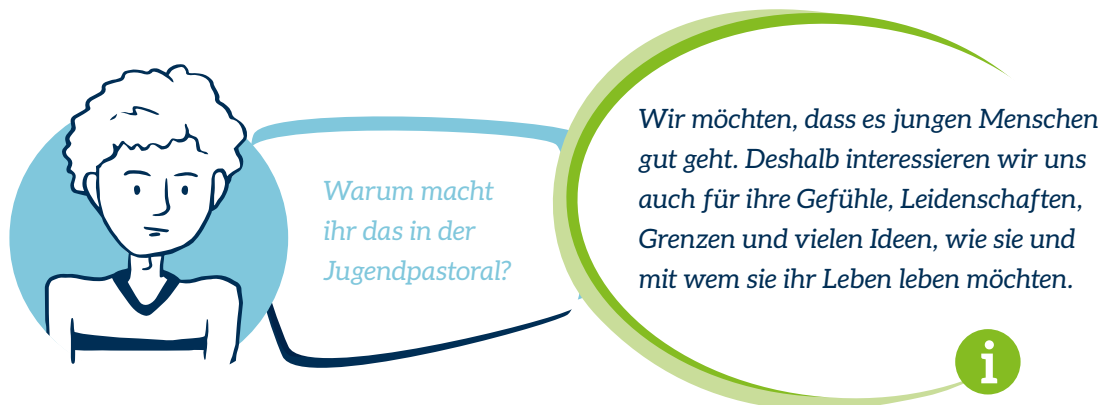 Warum macht
ihr das in der
Jugendpastoral?
Wir möchten, dass es jungen Menschen
gut geht. Deshalb interessieren wir uns
auch für ihre Gefühle, Leidenschaften,
Grenzen und vielen Ideen, wie sie und
mit wem sie ihr Leben leben möchten.
i